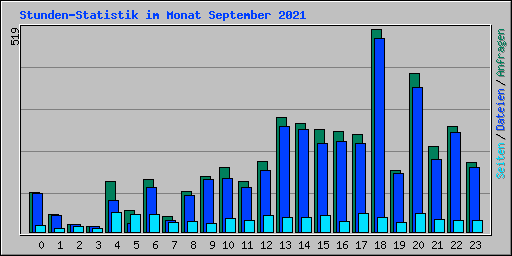 Stunden-Statistik im Monat September 2021
519
Seiten / Dateien / Anfragen
0 1 2 3 4 5 6 7 8 9 10 11 12 13 14 15 16 17 18 19 20 21 22 23